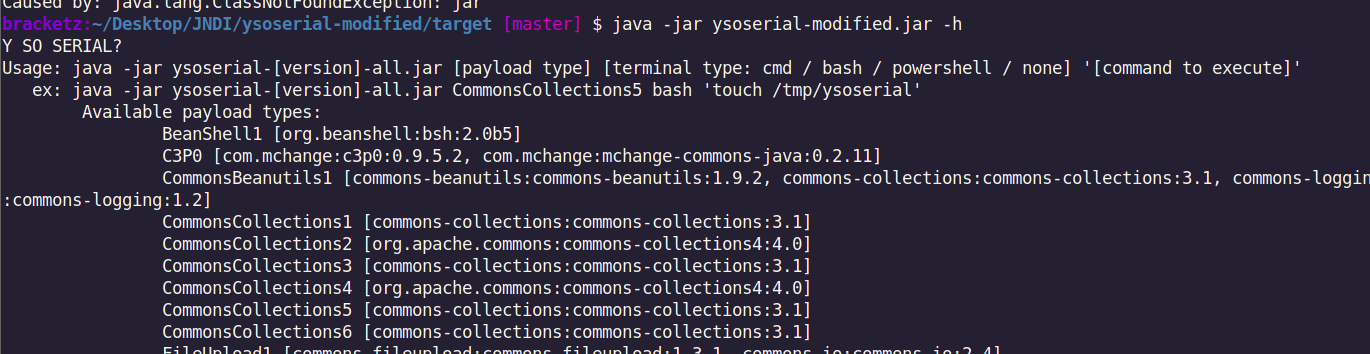 Caused by: java.lang.ClassNotFoundException: jar
bracketz:~/Desktop/JNDI/ysoserial-modified/target [master] $ java -jar ysoserial-modified.jar -h
Y SO SERIAL?
Usage: java -jar ysoserial-[version]-all.jar [payload type] [terminal type: cmd / bash / powershell / none] '[command to execute]'
   ex: java -jar ysoserial-[version]-all.jar CommonsCollections5 bash 'touch /tmp/ysoserial'
        Available payload types:
                BeanShell1 [org.beanshell:bsh:2.0b5]
                C3P0 [com.mchange:c3p0:0.9.5.2, com.mchange:mchange-commons-java:0.2.11]
                CommonsBeanutils1 [commons-beanutils:commons-beanutils:1.9.2, commons-collections:commons-collections:3.1, commons-loggin
:commons-logging:1.2]
                CommonsCollections1 [commons-collections:commons-collections:3.1]
                CommonsCollections2 [org.apache.commons:commons-collections4:4.0]
                CommonsCollections3 [commons-collections:commons-collections:3.1]
                CommonsCollections4 [org.apache.commons:commons-collections4:4.0]
                CommonsCollections5 [commons-collections:commons-collections:3.1]
                CommonsCollections6 [commons-collections:commons-collections:3.1]
                FileUpload1 [commons-fileupload:commons-fileupload:1.3.1, commons-io:commons-io:2.4]